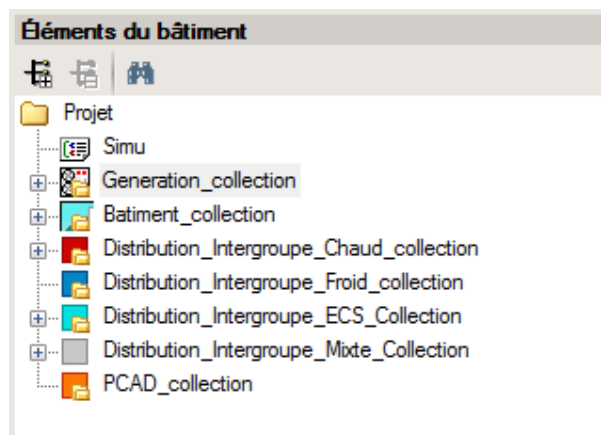 Éléments du bâtiment
Projet
Simu
Generation_collection
Batiment_collection
Distribution_Intergroupe_Chaud_collection
Distribution_Intergroupe_Froid_collection
Distribution_Intergroupe_ECS_Collection
Distribution_Intergroupe_Mixte_Collection
PCAD_collection